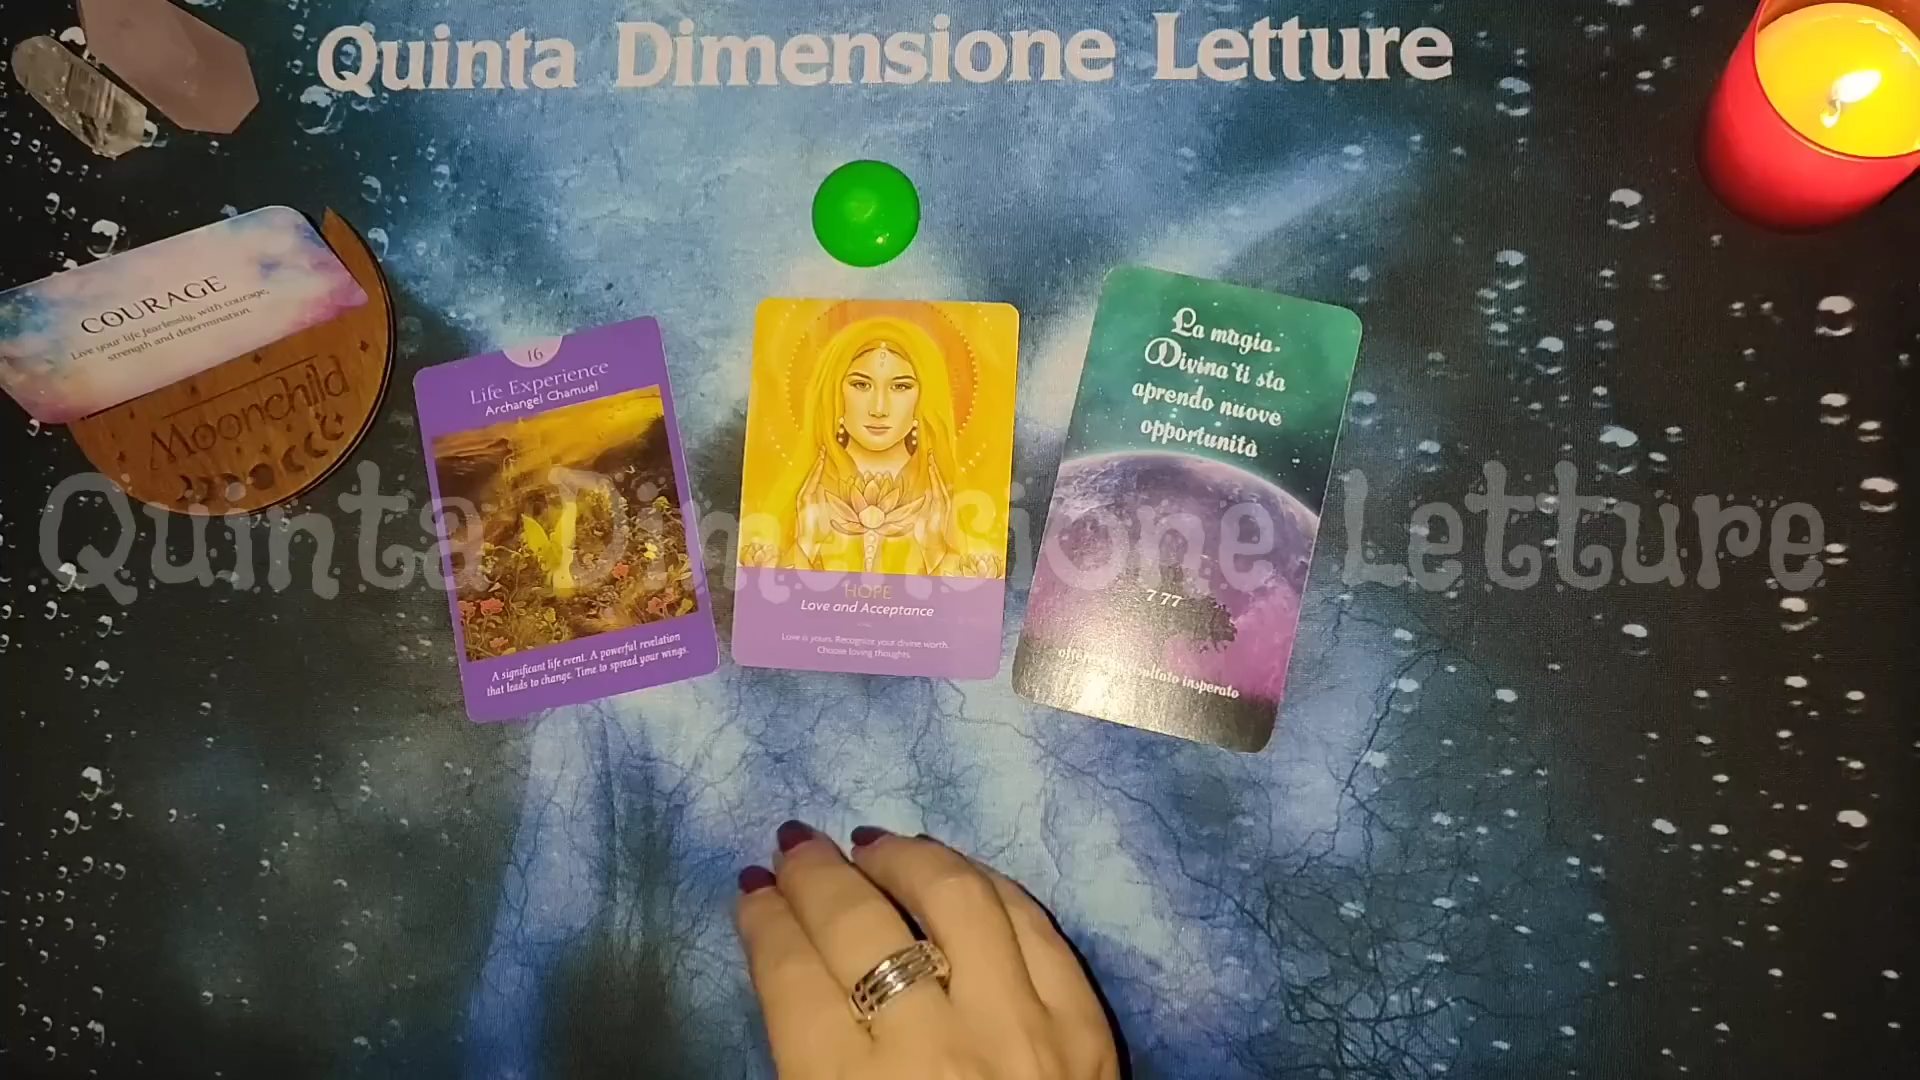 Quinta Dimensione Letture
COURAGE
Live your life fearlessly, with courage,
strength and determination.
Moonchild
16
Life Experience
Archangel Chamuel
A significant life event. A powerful revelation
that leads to change. Time to spread your wings.
HOPE
Love and Acceptance
Love is yours. Recognize your divine worth.
Choose loving thoughts.
La magia
Divina ti sta
aprendo nuove
opportunità
777
insperato
Quinta Dimensione Letture